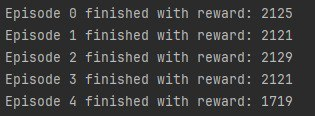 Episode 0 finished with reward: 2125
Episode 1 finished with reward: 2121
Episode 2 finished with reward: 2129
Episode 3 finished with reward: 2121
Episode 4 finished with reward: 1719